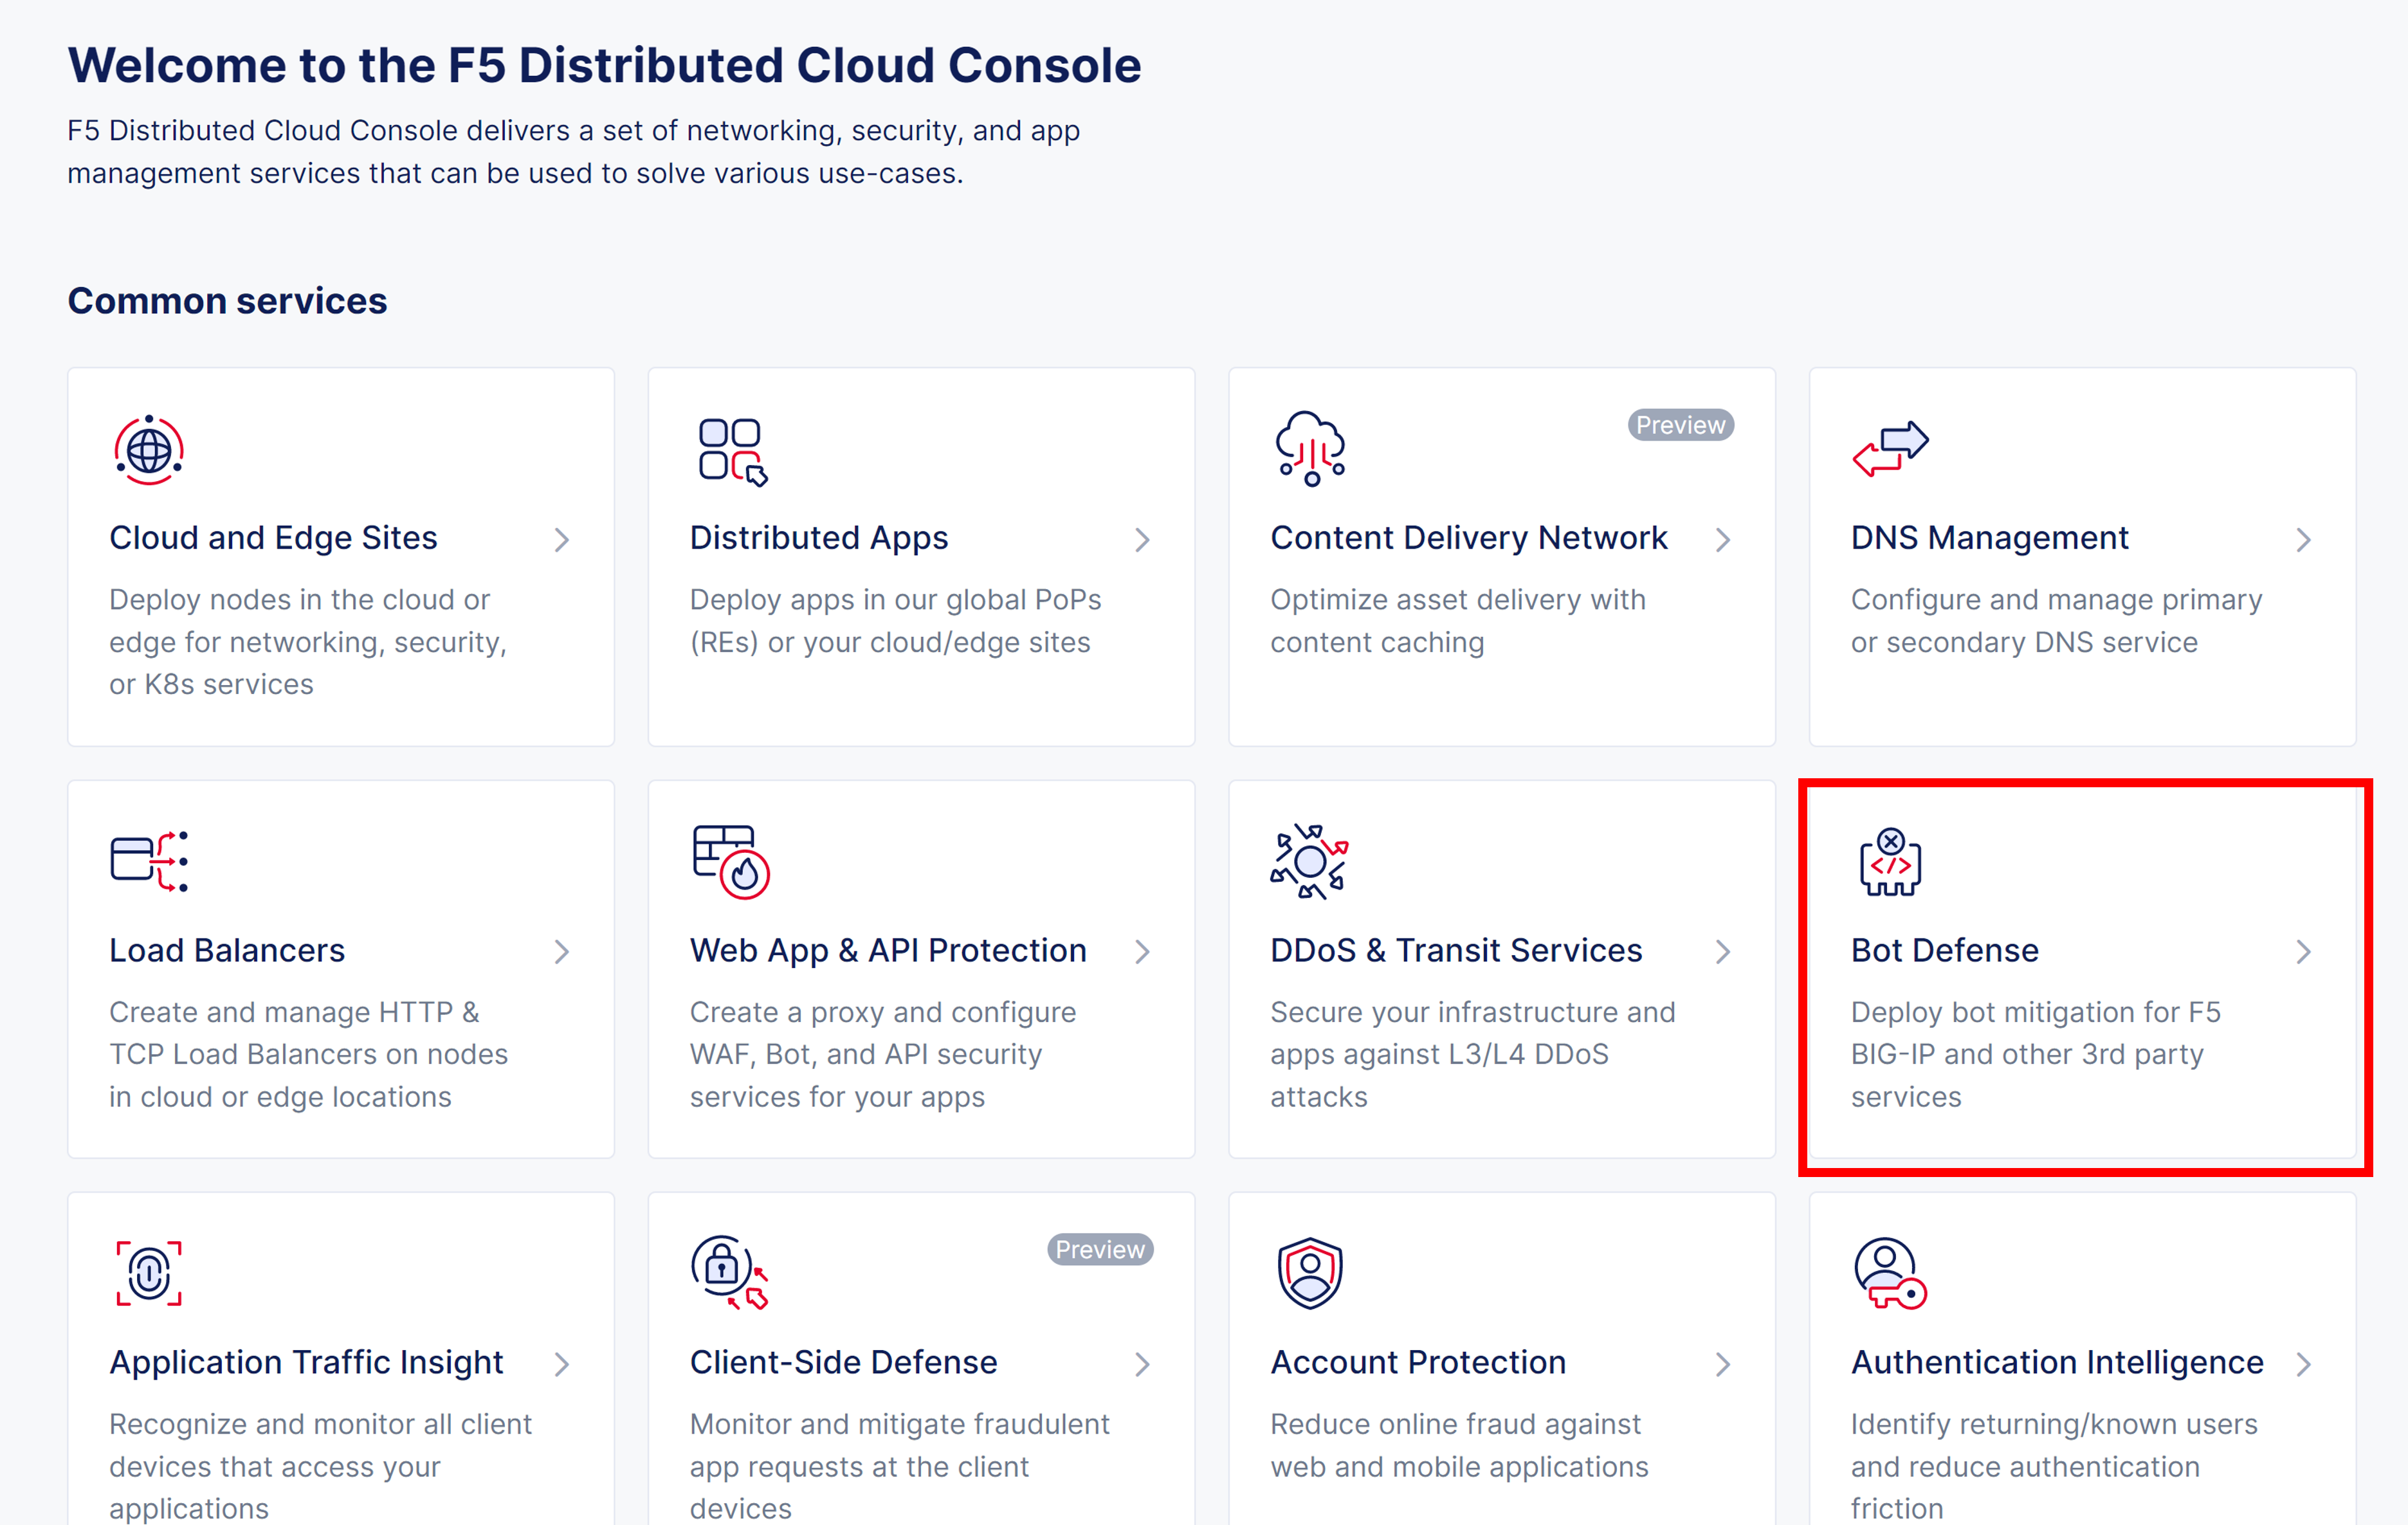 Welcome to the F5 Distributed Cloud Console
F5 Distributed Cloud Console delivers a set of networking, security, and app
management services that can be used to solve various use-cases.
Common services
Cloud and Edge Sites
Deploy nodes in the cloud or
edge for networking, security,
or K8s services
Distributed Apps
Deploy apps in our global PoPs
(REs) or your cloud/edge sites
Preview
Content Delivery Network
Optimize asset delivery with
content caching
DNS Management
Configure and manage primary
or secondary DNS service
Load Balancers
Create and manage HTTP &
TCP Load Balancers on nodes
in cloud or edge locations
Web App & API Protection
Create a proxy and configure
WAF, Bot, and API security
services for your apps
DDoS & Transit Services
Secure your infrastructure and
apps against L3/L4 DDoS
attacks
Bot Defense
Deploy bot mitigation for F5
BIG-IP and other 3rd party
services
Application Traffic Insight
Recognize and monitor all client
devices that access your
applications
Preview
Client-Side Defense
Monitor and mitigate fraudulent
app requests at the client
devices
Account Protection
Reduce online fraud against
web and mobile applications
Authentication Intelligence
Identify returning/known users
and reduce authentication
friction